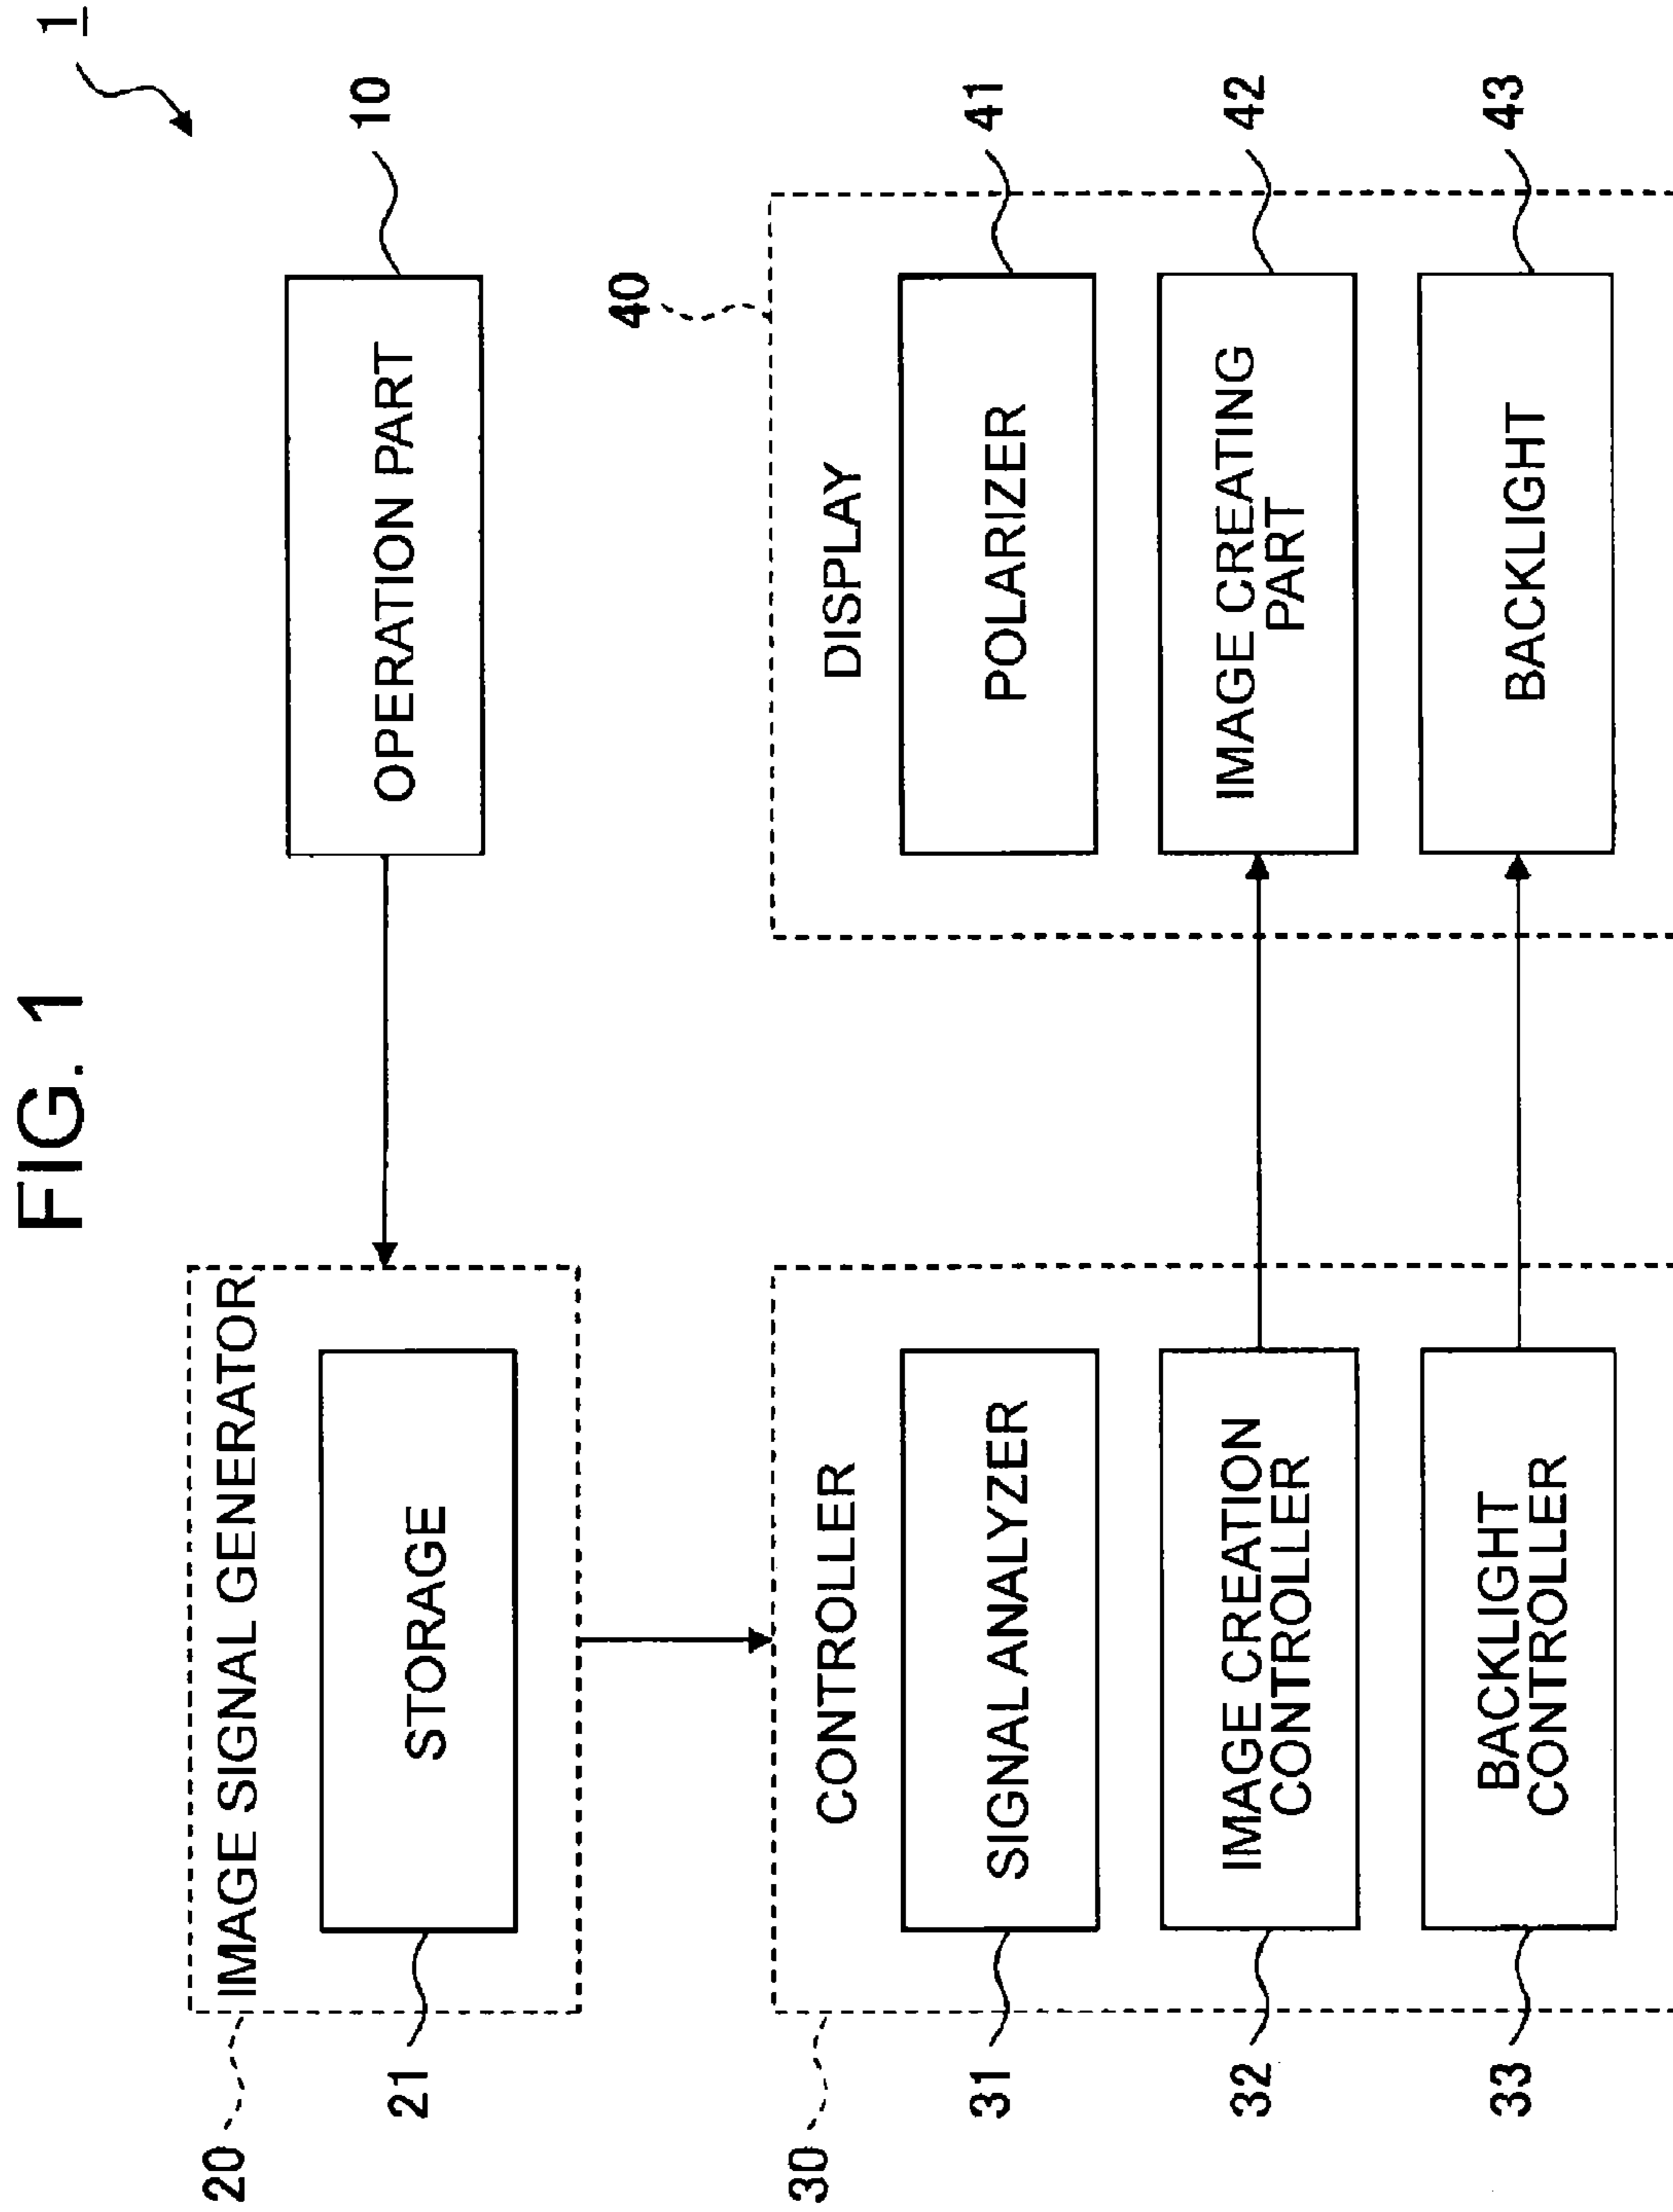 FIG. 1
1
IMAGE SIGNAL GENERATOR
20
STORAGE
21
OPERATION PART
10
CONTROLLER
30
SIGNAL ANALYZER
31
IMAGE CREATION
CONTROLLER
32
BACKLIGHT
CONTROLLER
33
40
DISPLAY
POLARIZER
41
IMAGE CREATING
PART
42
BACKLIGHT
43